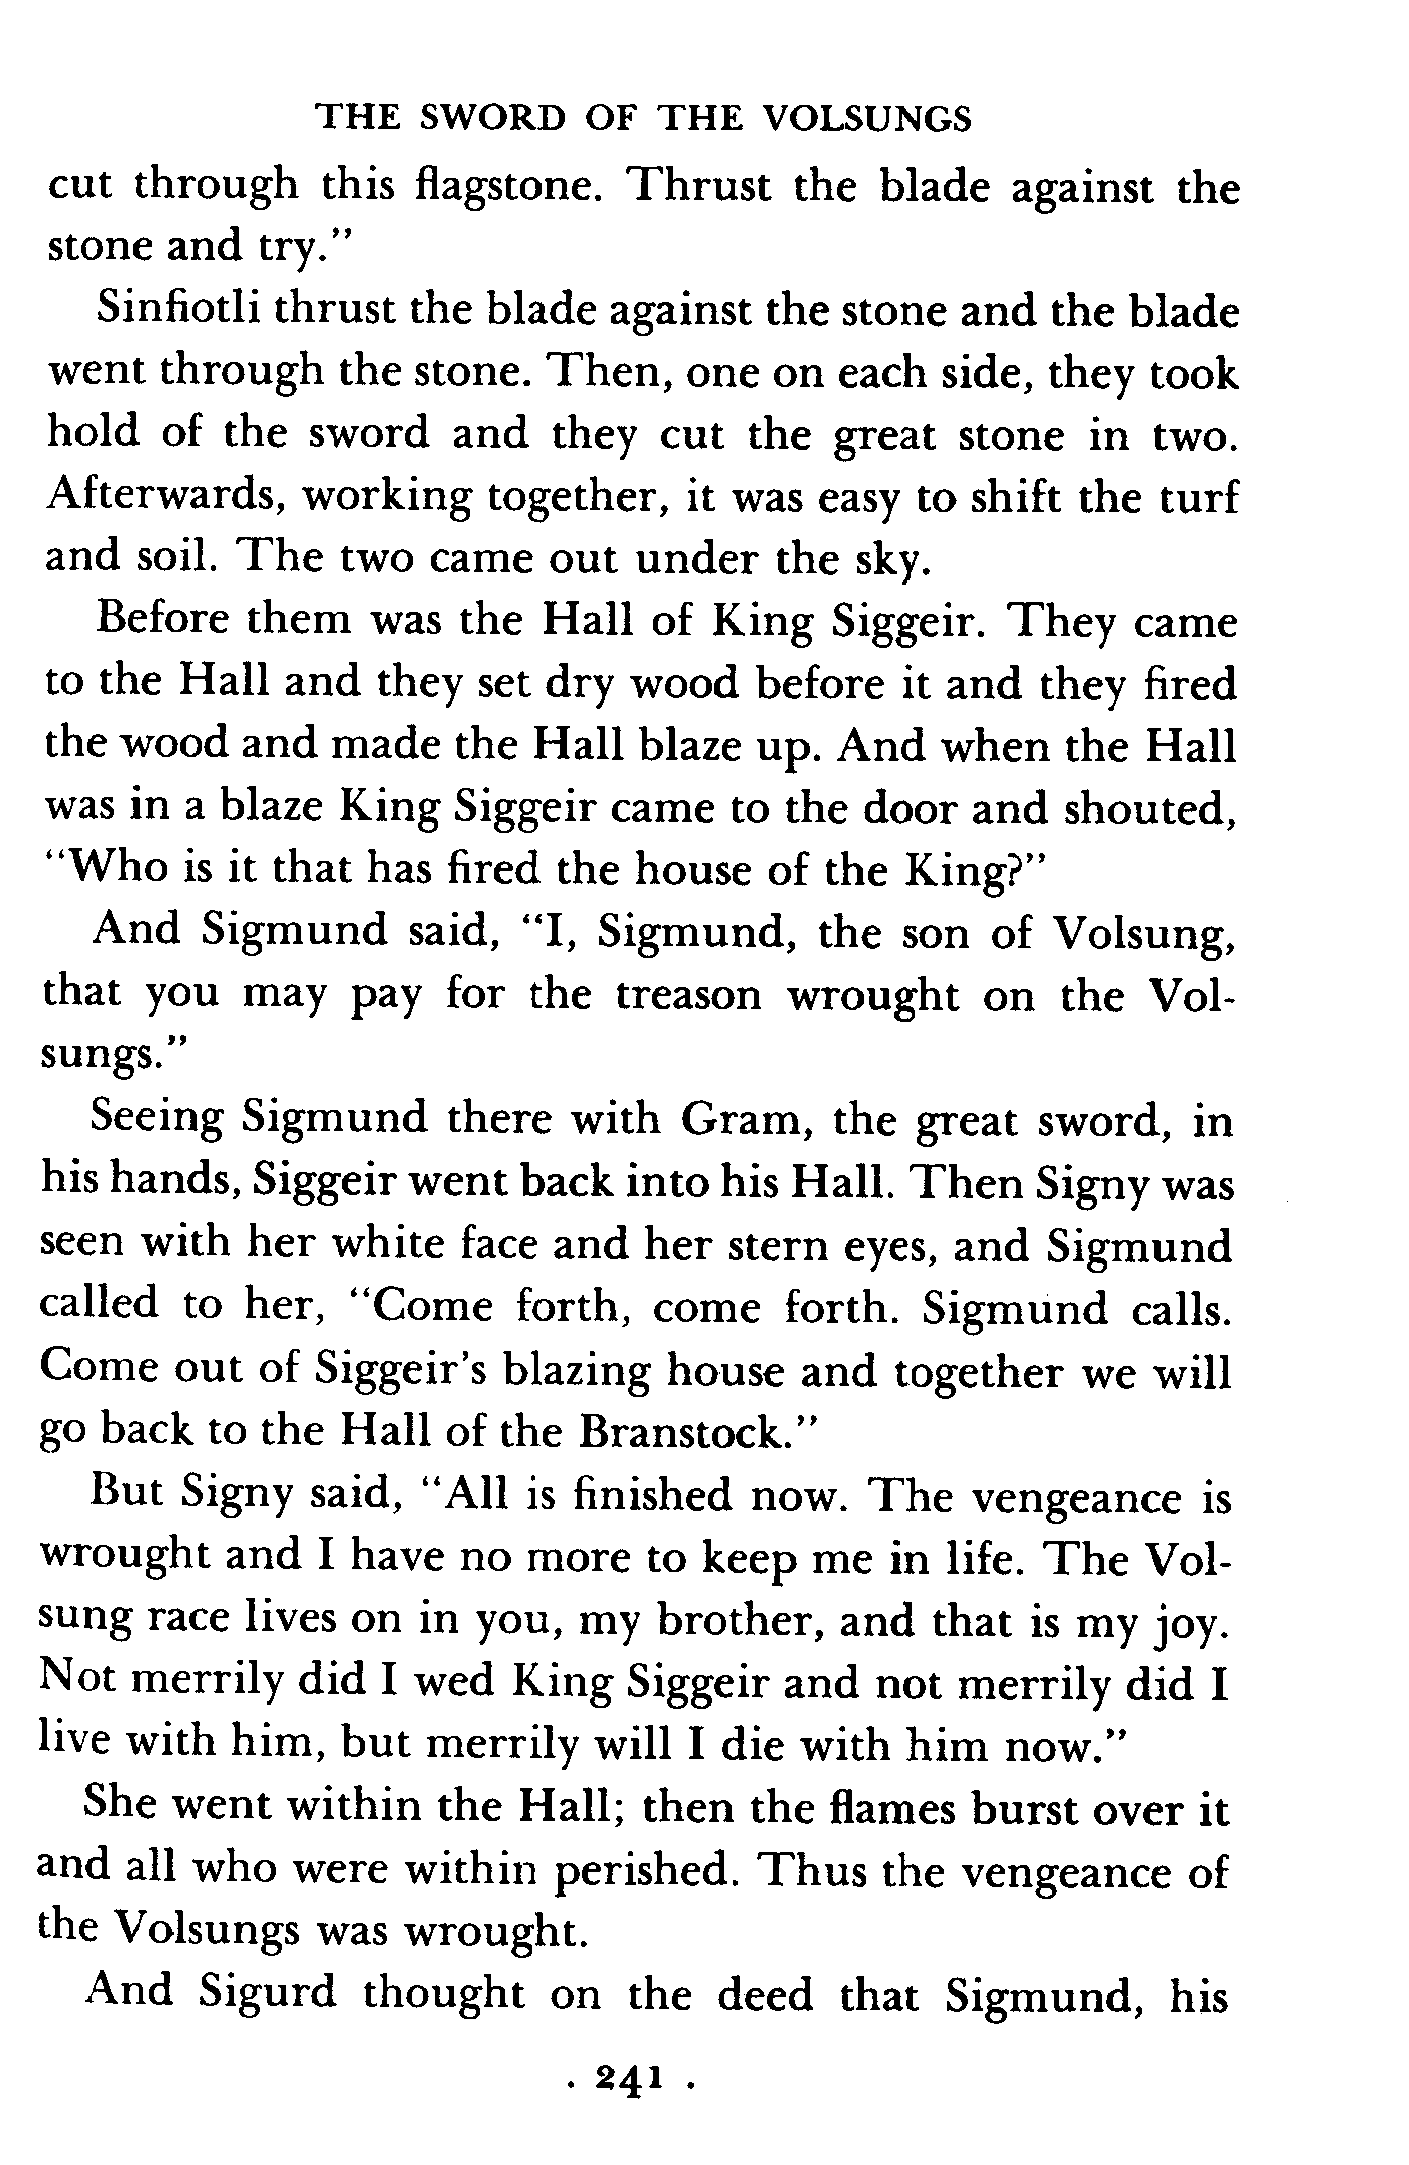 THE SWORD OF THE VOLSUNGS
cut through this flagstone. Thrust the blade against the
stone and try."
Sinfiotli thrust the blade against the stone and the blade
went through the stone. Then, one on each side, they took
hold of the sword and they cut the great stone in two.
Afterwards, working together, it was easy to shift the turf
and soil. The two came out under the sky.
Before them was the Hall of King Siggeir. They came
to the Hall and they set dry wood before it and they fired
the wood and made the Hall blaze up. And when the Hall
was in a blaze King Siggeir came to the door and shouted,
"Who is it that has fired the house of the King?"
And Sigmund said, "I, Sigmund, the son of Volsung,
that you may pay for the treason wrought on the Vol-
sungs."
Seeing Sigmund there with Gram, the great sword, in
his hands, Siggeir went back into his Hall. Then Signy was
seen with her white face and her stern eyes, and Sigmund
called to her, "Come forth, come forth. Sigmund calls.
Come out of Siggeir's blazing house and together we will
go back to the Hall of the Branstock."
But Signy said, "All is finished now. The vengeance is
wrought and I have no more to keep me in life. The Vol-
sung race lives on in you, my brother, and that is my joy.
Not merrily did I wed King Siggeir and not merrily did I
live with him, but merrily will I die with him now."
She went within the Hall; then the flames burst over it
and all who were within perished. Thus the vengeance of
the Volsungs was wrought.
And Sigurd thought on the deed that Sigmund, his
. 241 .